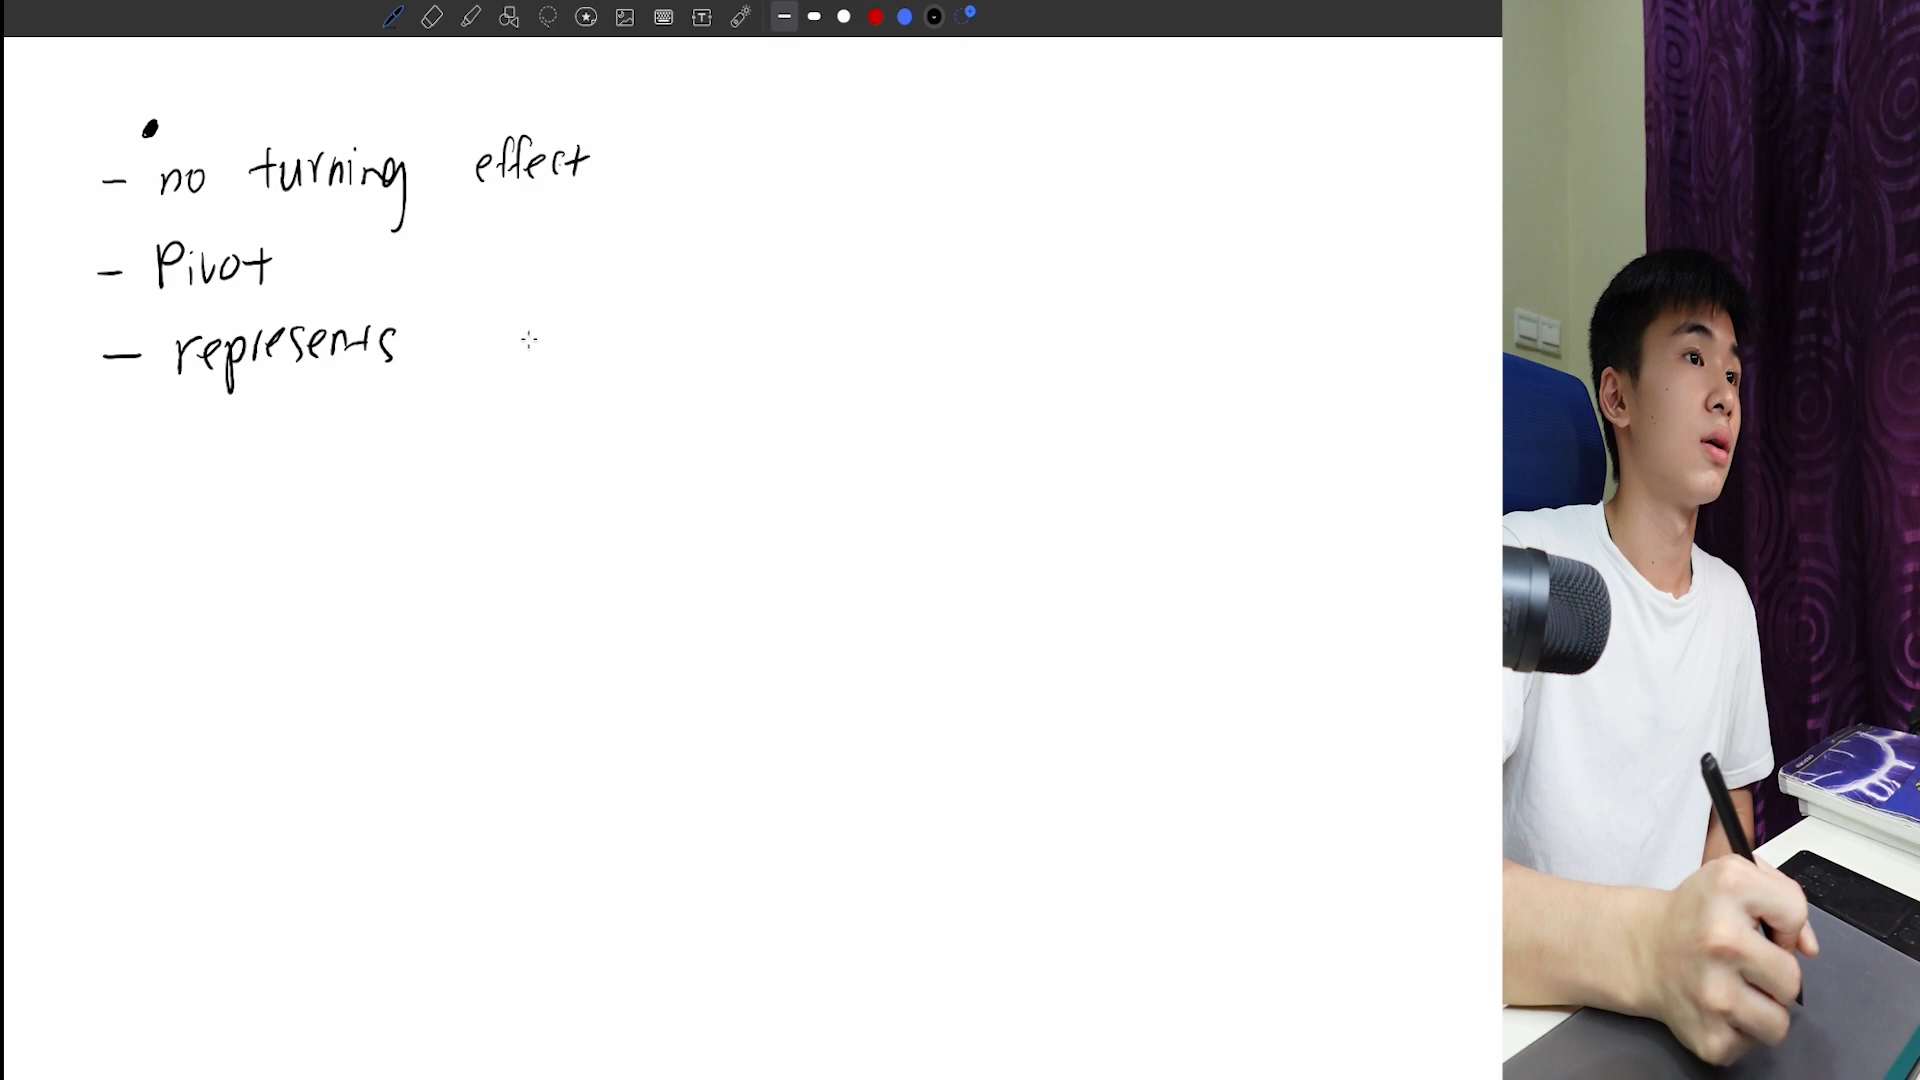 - no turning effect
- Pivot
- represents